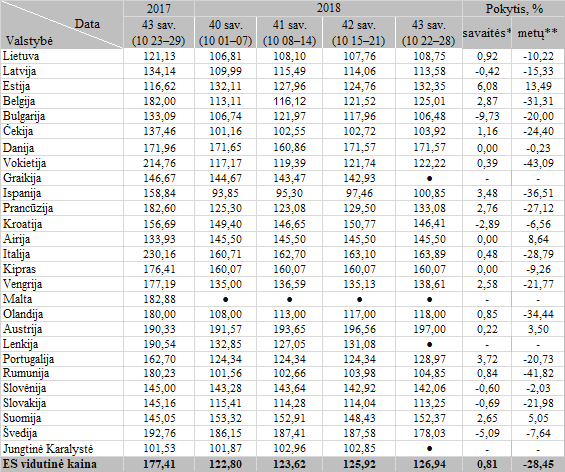 Data 2017 2018 Pokytis, %
Valstybė 43 sav. (10 23–29) 40 sav. (10 01–07) 41 sav. (10 08–14) 42 sav. (10 15–21) 43 sav. (10 22–28) savaitės* metų**
Lietuva 121,13 106,81 108,10 107,76 108,75 0,92 -10,22
Latvija 134,14 109,99 115,49 114,06 113,58 -0,42 -15,33
Estija 116,62 132,11 127,96 124,76 132,35 6,08 13,49
Belgija 182,00 113,01 116,12 121,52 125,01 2,87 -31,31
Bulgarija 133,09 106,74 121,97 117,96 106,48 -9,73 -20,00
Čekija 137,46 101,16 102,55 102,72 103,92 1,16 -24,40
Danija 171,96 171,65 160,86 171,57 171,57 0,00 -0,23
Vokietija 214,76 117,17 119,39 121,74 122,22 0,39 -43,09
Graikija 146,67 144,67 143,47 142,93 ● - -
Ispanija 158,84 93,85 95,30 97,46 100,85 3,48 -36,51
Prancūzija 182,60 125,30 123,08 129,50 133,08 2,76 -27,12
Kroatija 156,69 149,40 146,65 150,77 146,41 -2,89 -6,56
Airija 133,93 145,50 145,50 145,50 145,50 0,00 8,64
Italija 230,16 160,71 162,70 163,10 163,89 0,48 -28,79
Kipras 176,41 160,07 160,07 160,07 160,07 0,00 -9,26
Vengrija 177,19 135,00 136,59 135,13 138,61 2,58 -21,77
Malta 182,88 ● ● ● ● - -
Olandija 180,00 108,00 113,00 117,00 118,00 0,85 -34,44
Austrija 190,33 191,57 193,65 196,56 197,00 0,22 3,50
Lenkija 190,54 132,85 127,05 131,08 ● - -
Portugalija 162,70 124,34 124,34 124,34 128,97 3,72 -20,73
Rumunija 180,23 101,56 102,66 103,98 104,85 0,84 -41,82
Slovėnija 145,00 143,28 143,64 142,92 142,06 -0,60 -2,03
Slovakija 145,16 115,41 114,28 114,04 113,25 -0,69 -21,98
Suomija 145,05 153,32 152,91 148,43 152,37 2,65 5,05
Švedija 192,76 186,15 187,41 187,58 178,03 -5,09 -7,64
Jungtinė Karalystė 101,53 101,87 102,96 102,85 ● - -
ES vidutinė kaina 177,41 122,80 123,62 125,92 126,94 0,81 -28,45